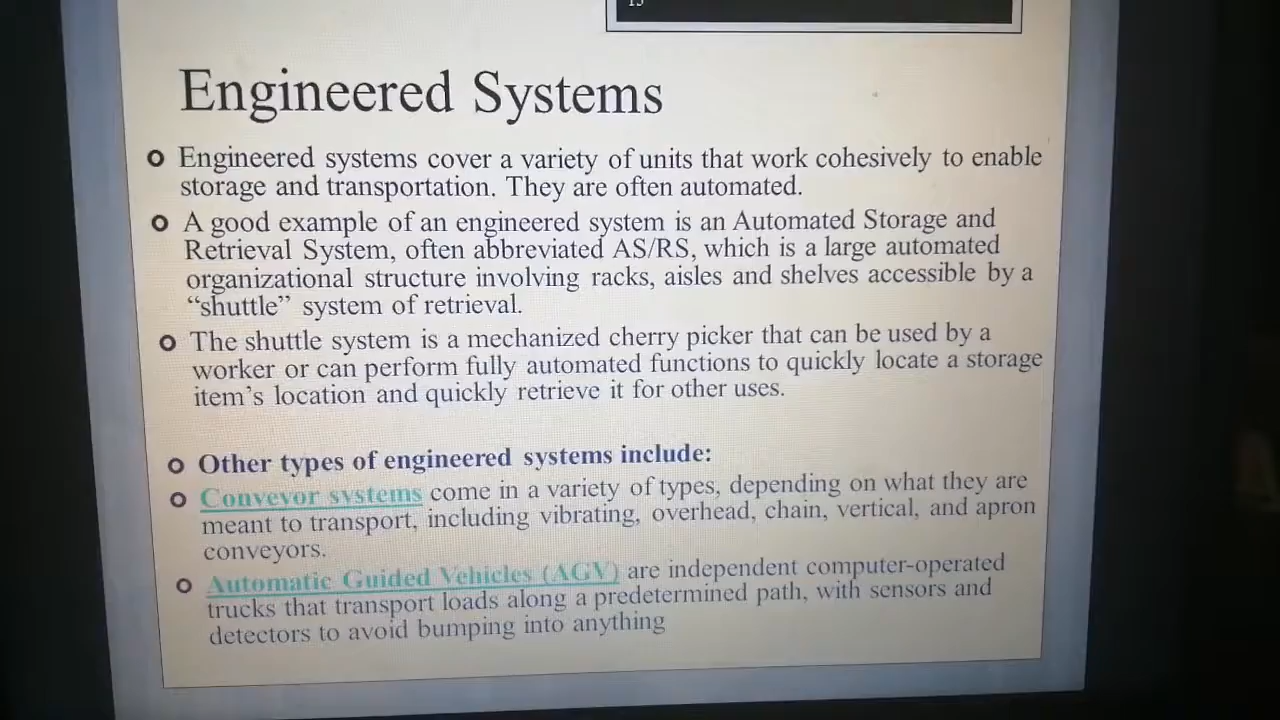 15
Engineered Systems
Engineered systems cover a variety of units that work cohesively to enable
storage and transportation. They are often automated.
A good example of an engineered system is an Automated Storage and
Retrieval System, often abbreviated AS/RS, which is a large automated
organizational structure involving racks, aisles and shelves accessible by a
“shuttle” system of retrieval.
The shuttle system is a mechanized cherry picker that can be used by a
worker or can perform fully automated functions to quickly locate a storage
item’s location and quickly retrieve it for other uses.
Other types of engineered systems include:
Conveyor systems come in a variety of types, depending on what they are
meant to transport, including vibrating, overhead, chain, vertical, and apron
conveyors.
Automatic Guided Vehicles (AGV) are independent computer-operated
trucks that transport loads along a predetermined path, with sensors and
detectors to avoid bumping into anything